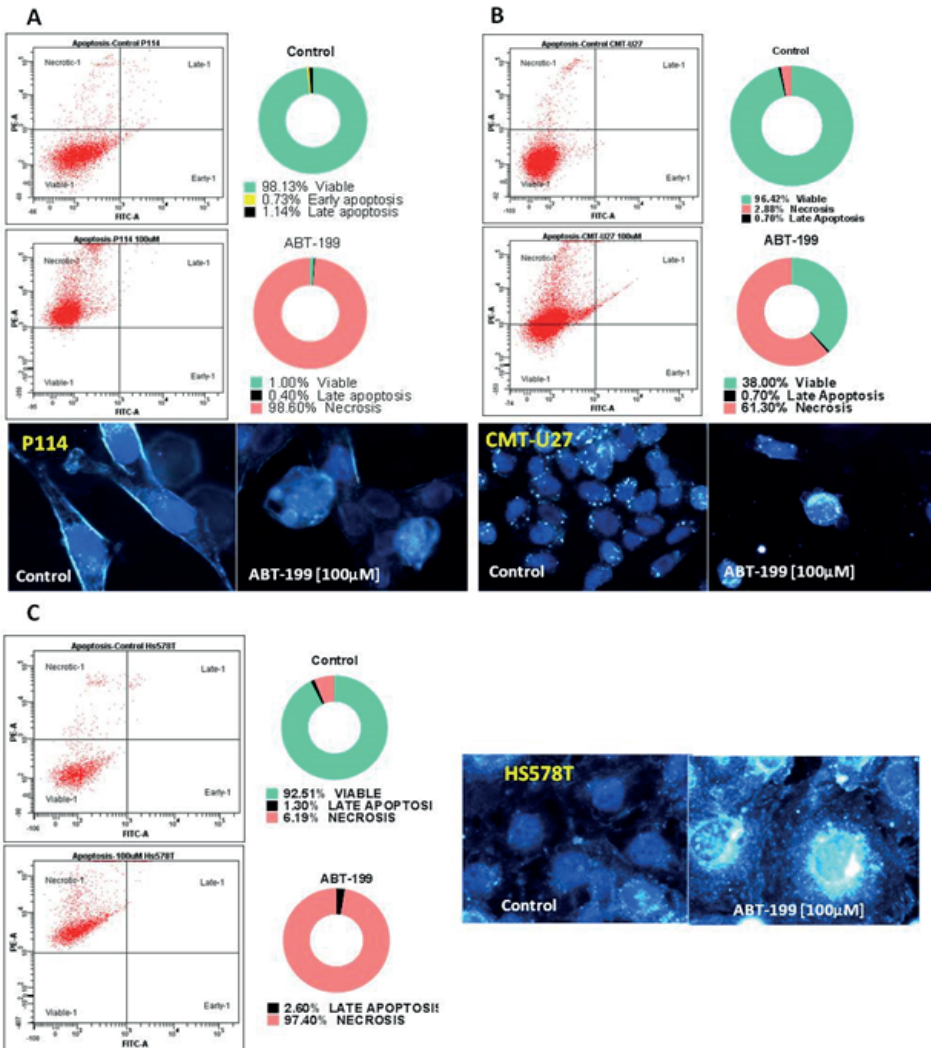 A
Apoptosis-Control P114
Necrotic-1
Late-1
Viable-1
Early-1
PE-A
FITC-A
Control
98.13% Viable
0.73% Early apoptosis
1.14% Late apoptosis
Apoptosis-P114 100uM
Necrotic-1
Late-1
Viable-1
Early-1
PE-A
FITC-A
ABT-199
1.00% Viable
0.40% Late apoptosis
98.60% Necrosis
P114
Control
ABT-199 [100µM]
B
Apoptosis-Control CMT-U27
Necrotic-1
Late-1
Viable-1
Early-1
PE-A
FITC-A
Control
96.42% Viable
2.88% Necrosis
0.70% Late Apoptosis
Apoptosis-CMT-U27 100uM
Necrotic-1
Late-1
Viable-1
Early-1
PE-A
FITC-A
ABT-199
38.00% Viable
0.70% Late Apoptosis
61.30% Necrosis
CMT-U27
Control
ABT-199 [100µM]
C
Apoptosis-Control Hs578T
Necrotic-1
Late-1
Viable-1
Early-1
PE-A
FITC-A
Control
92.51% VIABLE
1.30% LATE APOPTOSI
6.19% NECROSIS
Apoptosis-100uM Hs578T
Necrotic-1
Late-1
Viable-1
Early-1
PE-A
FITC-A
ABT-199
2.60% LATE APOPTOSIS
97.40% NECROSIS
HS578T
Control
ABT-199 [100µM]